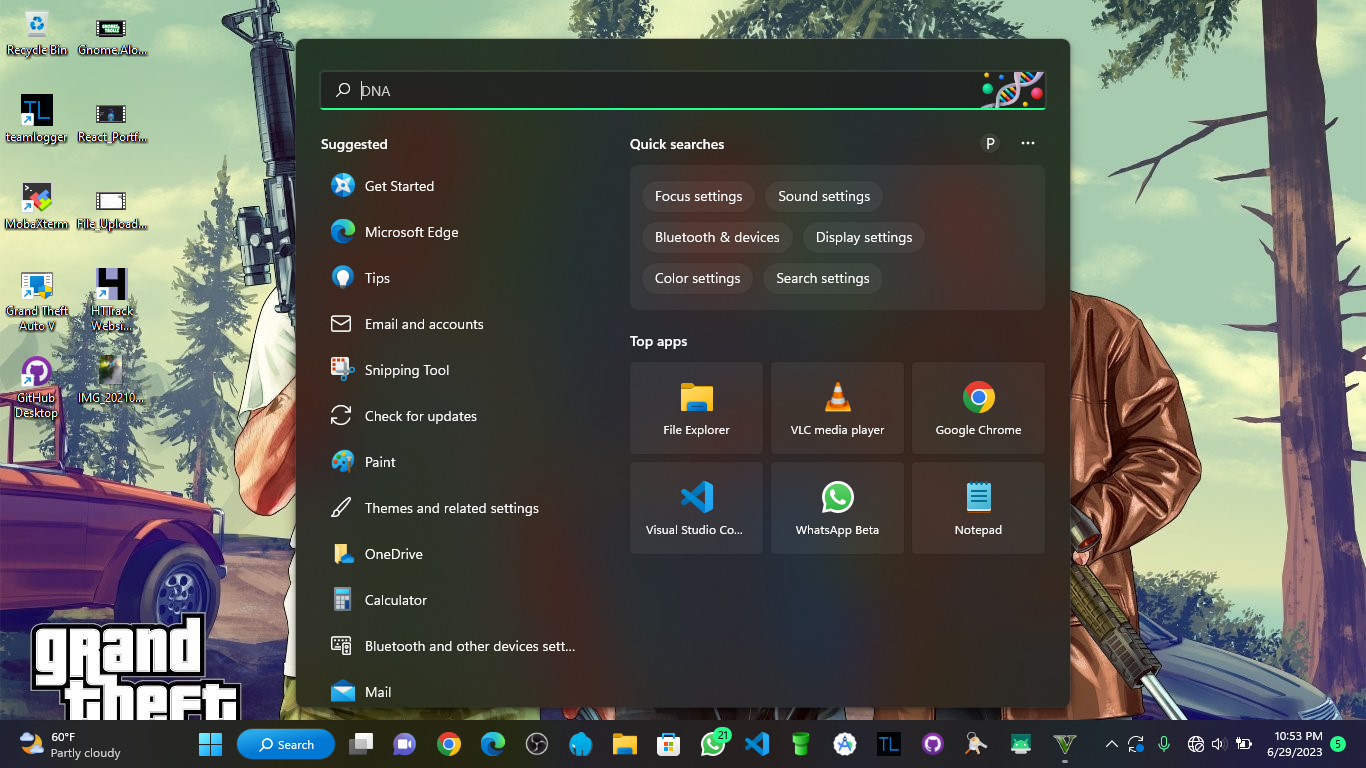 Recycle Bin
Gnome Alo...
teamlogger
React_Portf...
MobaXterm
File_Upload...
Grand Theft
Auto V
HTTrack
Websi...
GitHub
Desktop
IMG_20210...
DNA
Suggested
Get Started
Microsoft Edge
Tips
Email and accounts
Snipping Tool
Check for updates
Paint
Themes and related settings
OneDrive
Calculator
Bluetooth and other devices sett...
Mail
Quick searches
P
Focus settings
Sound settings
Bluetooth & devices
Display settings
Color settings
Search settings
Top apps
File Explorer
VLC media player
Google Chrome
Visual Studio Co...
WhatsApp Beta
Notepad
grand
theft
60°F
Partly cloudy
Search
21
TL
10:53 PM
6/29/2023
5